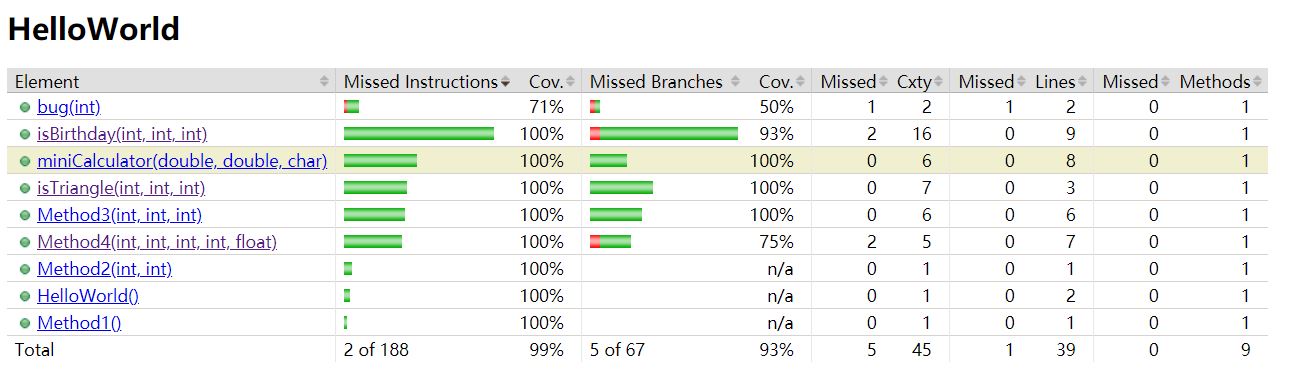 HelloWorld
Element Missed Instructions Cov. Missed Branches Cov. Missed Cxty Missed Lines Missed Methods
bug(int) 71% 50% 1 2 1 2 0 1
isBirthday(int, int, int) 100% 93% 2 16 0 9 0 1
miniCalculator(double, double, char) 100% 100% 0 6 0 8 0 1
isTriangle(int, int, int) 100% 100% 0 7 0 3 0 1
Method3(int, int, int) 100% 100% 0 6 0 6 0 1
Method4(int, int, int, int, float) 100% 75% 2 5 0 7 0 1
Method2(int, int) 100% n/a 0 1 0 1 0 1
HelloWorld() 100% n/a 0 1 0 2 0 1
Method1() 100% n/a 0 1 0 1 0 1
Total 2 of 188 99% 5 of 67 93% 5 45 1 39 0 9